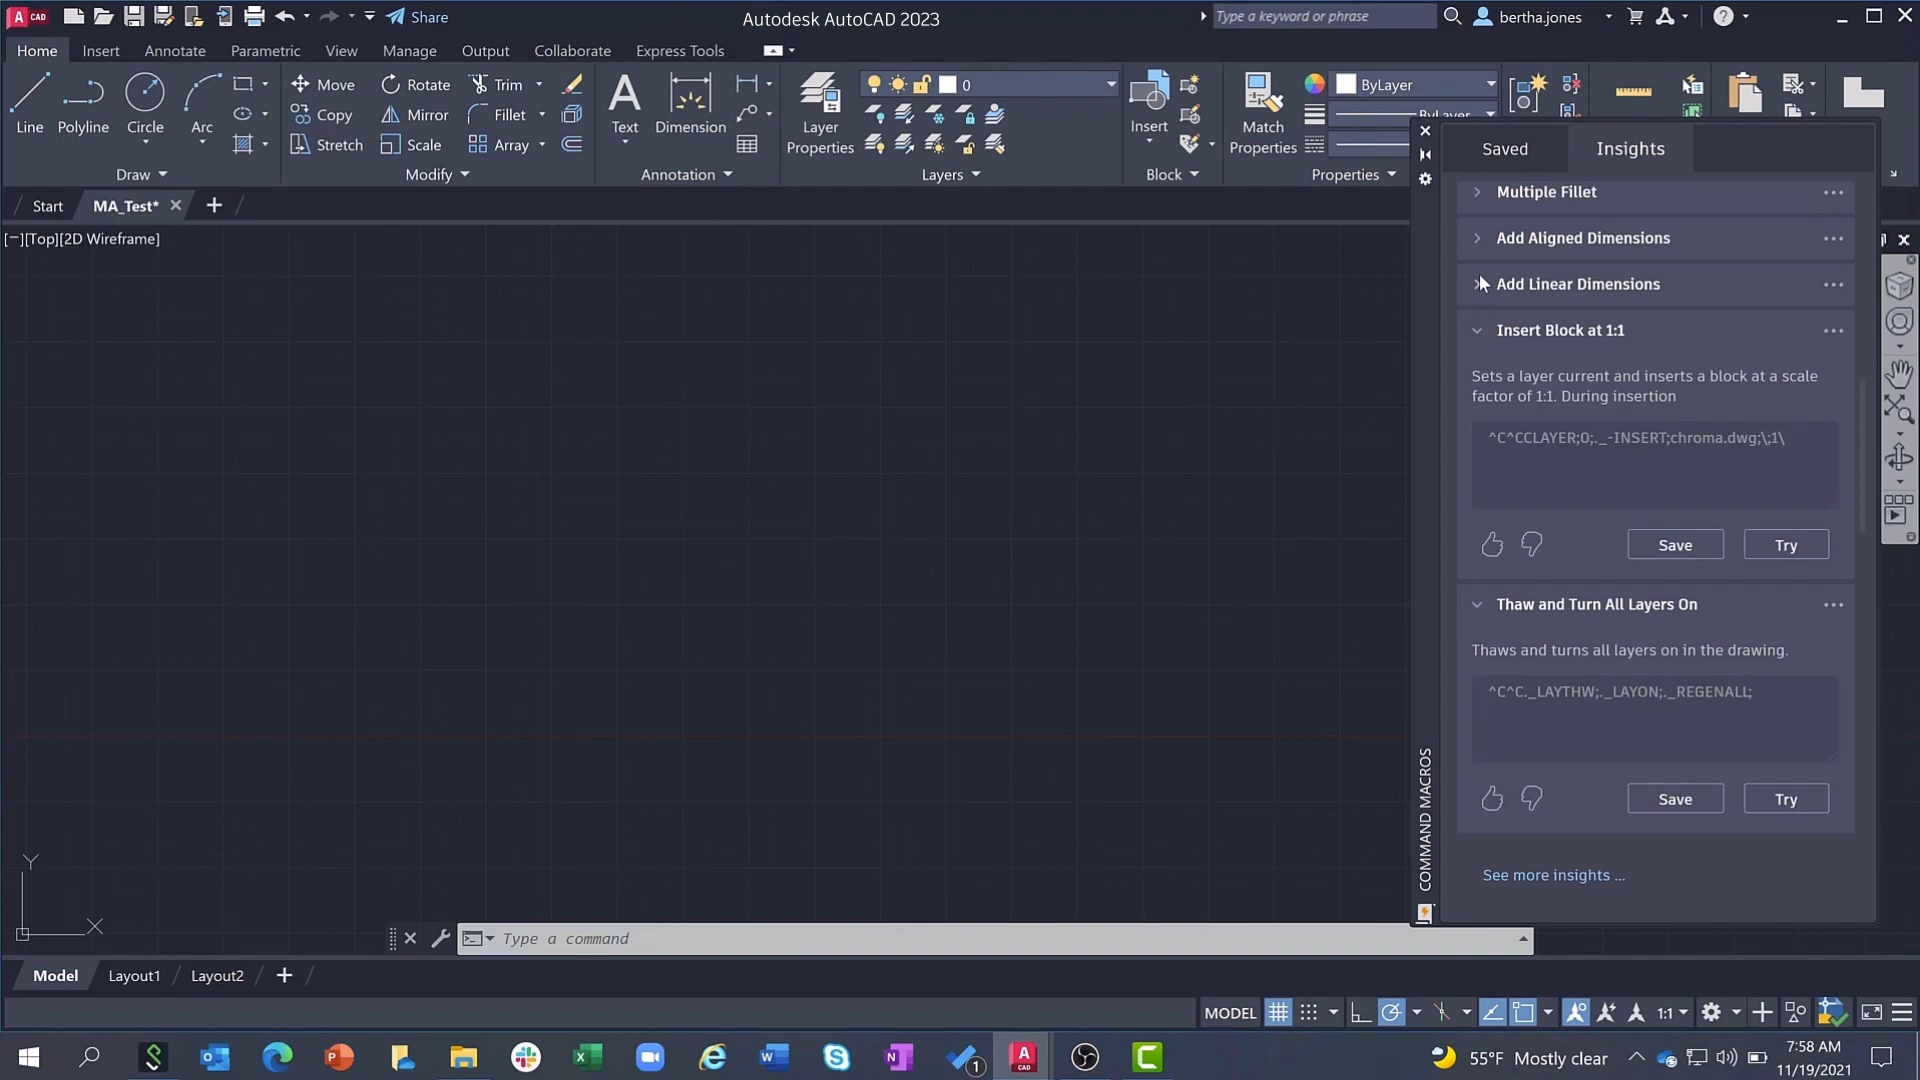 A CAD
Share
Autodesk AutoCAD 2023
Type a keyword or phrase
bertha.jones
Home
Insert
Annotate
Parametric
View
Manage
Output
Collaborate
Express Tools
Line
Polyline
Circle
Arc
Draw
Move
Rotate
Trim
Copy
Mirror
Fillet
Stretch
Scale
Array
Modify
Text
Dimension
Annotation
Layer
Properties
0
Layers
Insert
Block
Match
Properties
ByLayer
ByLayer
Properties
Start
MA_Test*
[−][Top][2D Wireframe]
Saved
Insights
Multiple Fillet
Add Aligned Dimensions
Add Linear Dimensions
Insert Block at 1:1
Sets a layer current and inserts a block at a scale
factor of 1:1. During insertion
^C^CCLAYER;0;._-INSERT;chroma.dwg;\;1\
Save
Try
Thaw and Turn All Layers On
Thaws and turns all layers on in the drawing.
^C^C._LAYTHW;._LAYON;._REGENALL;
Save
Try
See more insights ...
COMMAND MACROS
Y
X
Type a command
Model
Layout1
Layout2
MODEL
1:1
1
A CAD
55°F Mostly clear
7:58 AM
11/19/2021